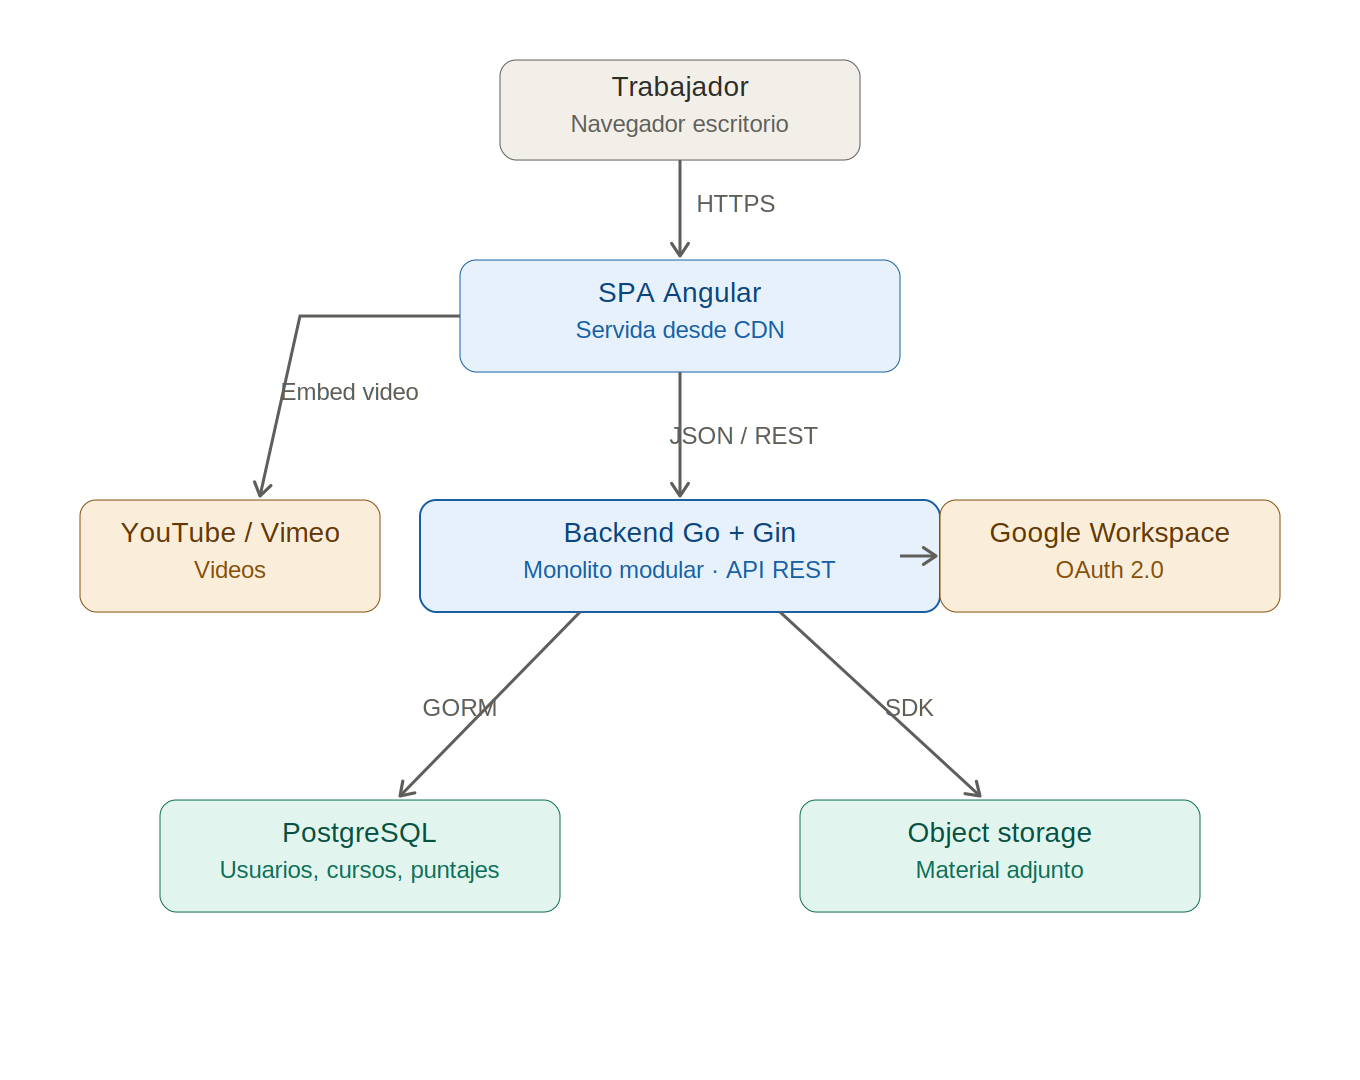 Trabajador
Navegador escritorio
HTTPS
SPA Angular
Servida desde CDN
Embed video
JSON / REST
YouTube / Vimeo
Videos
Backend Go + Gin
Monolito modular · API REST
Google Workspace
OAuth 2.0
GORM
SDK
PostgreSQL
Usuarios, cursos, puntajes
Object storage
Material adjunto